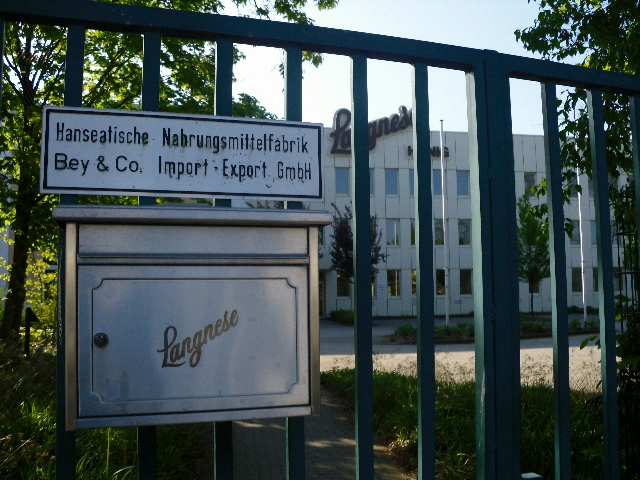 Hanseatische Nahrungsmittelfabrik
Bey & Co. Import - Export GmbH
Langnese
Langnese